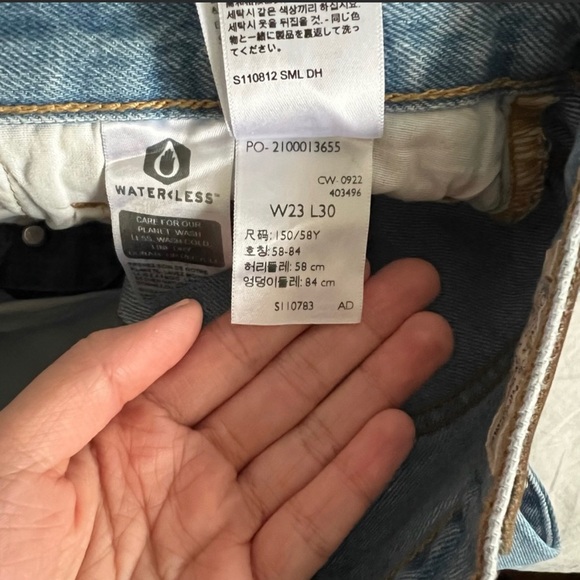 세탁시 같은 색상끼리 하십시오.
세탁시 옷을 뒤집을 것.-同じ色
物と一緒に製品を裏返して洗っ
てください。
S110812 SML DH
WATER<LESS™
CARE FOR OUR
PLANET: WASH
LESS, WASH COLD,
PO- 2100013655
CW- 0922
403496
W23 L30
尺码: 150/58Y
호칭: 58-84
허리둘레: 58 cm
엉덩이둘레: 84 cm
S110783 AD